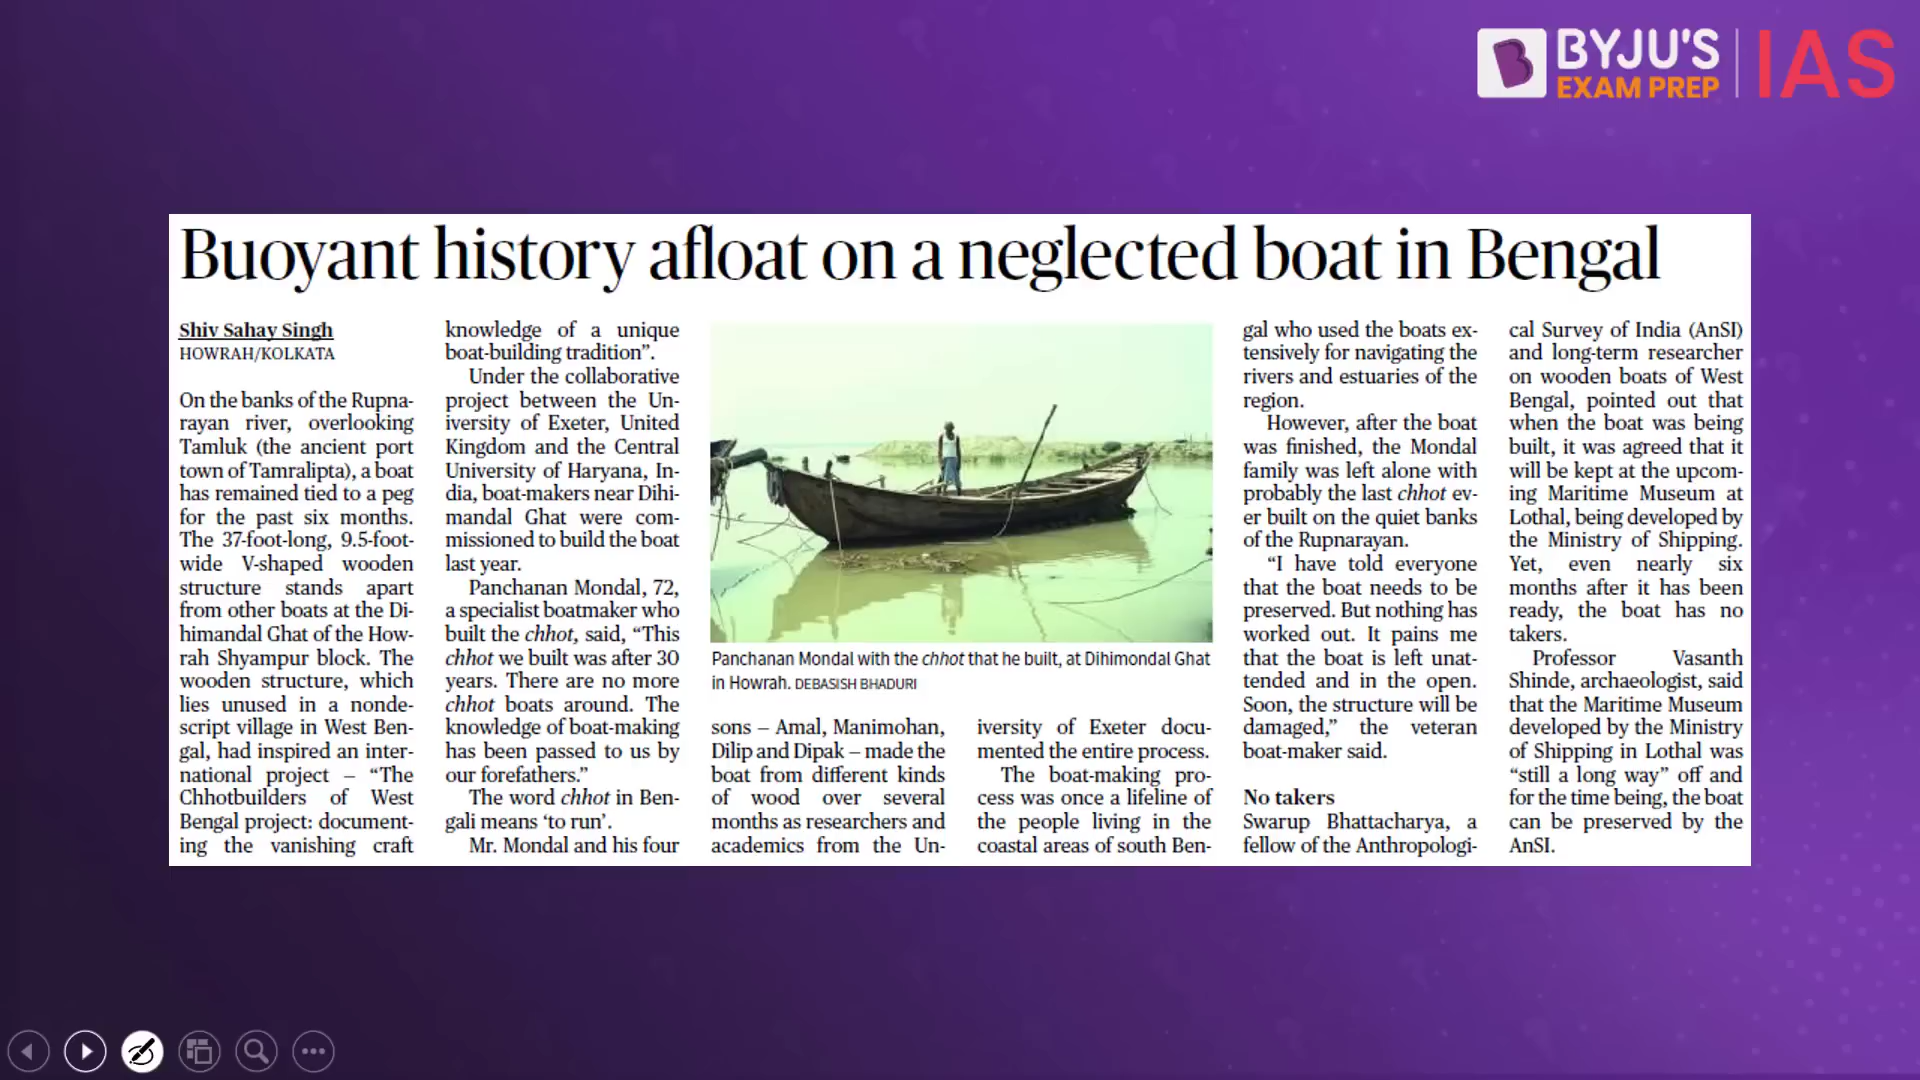 BYJU'S
EXAM PREP
IAS
Buoyant history afloat on a neglected boat in Bengal
Shiv Sahay Singh
HOWRAH/KOLKATA
On the banks of the Rupna-
rayan river, overlooking
Tamluk (the ancient port
town of Tamralipta), a boat
has remained tied to a peg
for the past six months.
The 37-foot-long, 9.5-foot-
wide V-shaped wooden
structure stands apart
from other boats at the Di-
himandal Ghat of the How-
rah Shyampur block. The
wooden structure, which
lies unused in a nonde-
script village in West Ben-
gal, had inspired an inter-
national project – “The
Chhotbuilders of West
Bengal project: document-
ing the vanishing craft
knowledge of a unique
boat-building tradition”.
Under the collaborative
project between the Un-
iversity of Exeter, United
Kingdom and the Central
University of Haryana, In-
dia, boat-makers near Dihi-
mandal Ghat were com-
missioned to build the boat
last year.
Panchanan Mondal, 72,
a specialist boatmaker who
built the chhot, said, “This
chhot we built was after 30
years. There are no more
chhot boats around. The
knowledge of boat-making
has been passed to us by
our forefathers.”
The word chhot in Ben-
gali means ‘to run’.
Mr. Mondal and his four
Panchanan Mondal with the chhot that he built, at Dihimondal Ghat
in Howrah. DEBASISH BHADURI
sons – Amal, Manimohan,
Dilip and Dipak – made the
boat from different kinds
of wood over several
months as researchers and
academics from the Un-
iversity of Exeter docu-
mented the entire process.
The boat-making pro-
cess was once a lifeline of
the people living in the
coastal areas of south Ben-
gal who used the boats ex-
tensively for navigating the
rivers and estuaries of the
region.
However, after the boat
was finished, the Mondal
family was left alone with
probably the last chhot ev-
er built on the quiet banks
of the Rupnarayan.
“I have told everyone
that the boat needs to be
preserved. But nothing has
worked out. It pains me
that the boat is left unat-
tended and in the open.
Soon, the structure will be
damaged,” the veteran
boat-maker said.
No takers
Swarup Bhattacharya, a
fellow of the Anthropologi-
cal Survey of India (AnSI)
and long-term researcher
on wooden boats of West
Bengal, pointed out that
when the boat was being
built, it was agreed that it
will be kept at the upcom-
ing Maritime Museum at
Lothal, being developed by
the Ministry of Shipping.
Yet, even nearly six
months after it has been
ready, the boat has no
takers.
Professor Vasanth
Shinde, archaeologist, said
that the Maritime Museum
developed by the Ministry
of Shipping in Lothal was
“still a long way” off and
for the time being, the boat
can be preserved by the
AnSI.